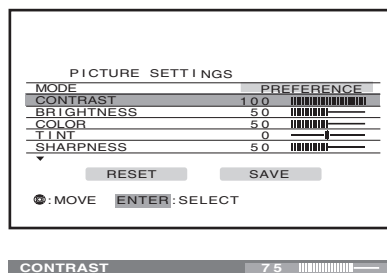 PICTURE SETTINGS
MODE PREFERENCE
CONTRAST 100
BRIGHTNESS 50
COLOR 50
TINT 0
SHARPNESS 50
RESET SAVE
:MOVE ENTER:SELECT
CONTRAST 75